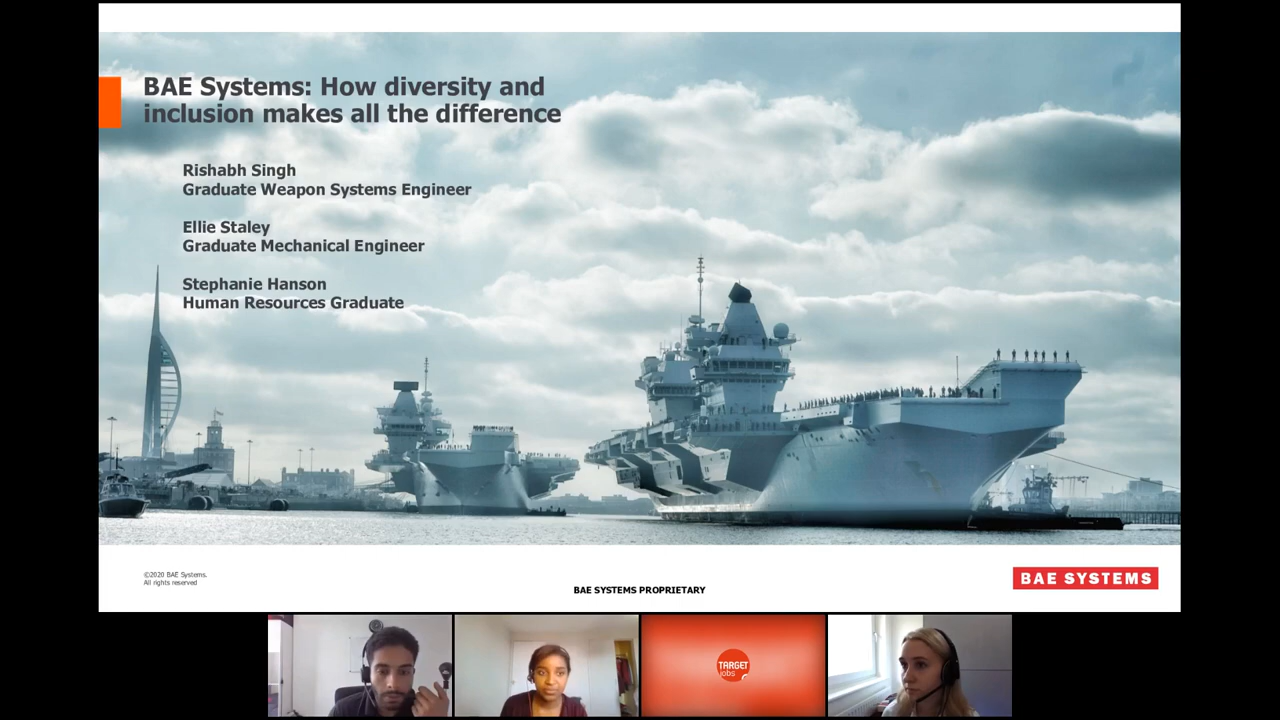 BAE Systems: How diversity and
inclusion makes all the difference
Rishabh Singh
Graduate Weapon Systems Engineer
Ellie Staley
Graduate Mechanical Engineer
Stephanie Hanson
Human Resources Graduate
©2020 BAE Systems.
All rights reserved
BAE SYSTEMS PROPRIETARY
BAE SYSTEMS
TARGET
jobs